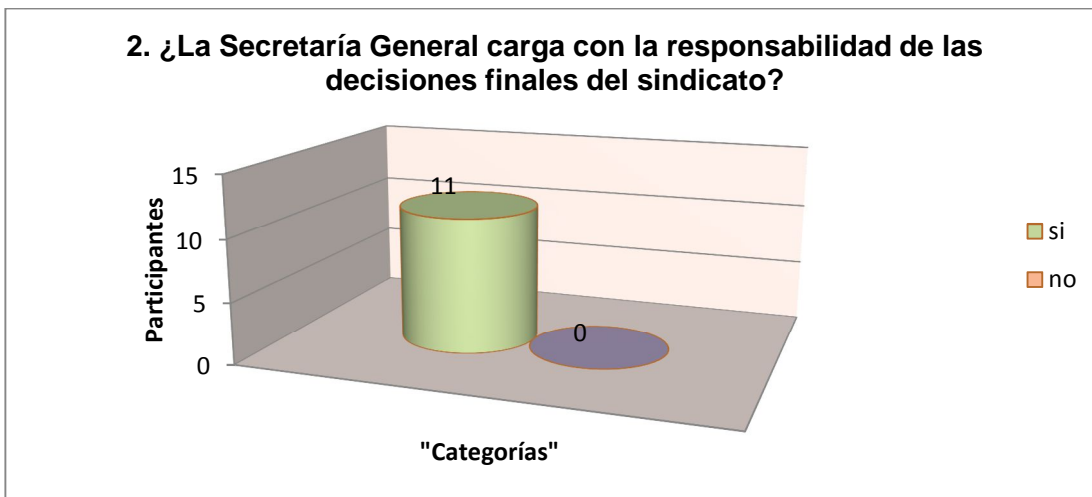 2. ¿La Secretaría General carga con la responsabilidad de las
decisiones finales del sindicato?
15
10
5
0
Participantes
11
0
"Categorías"
si
no